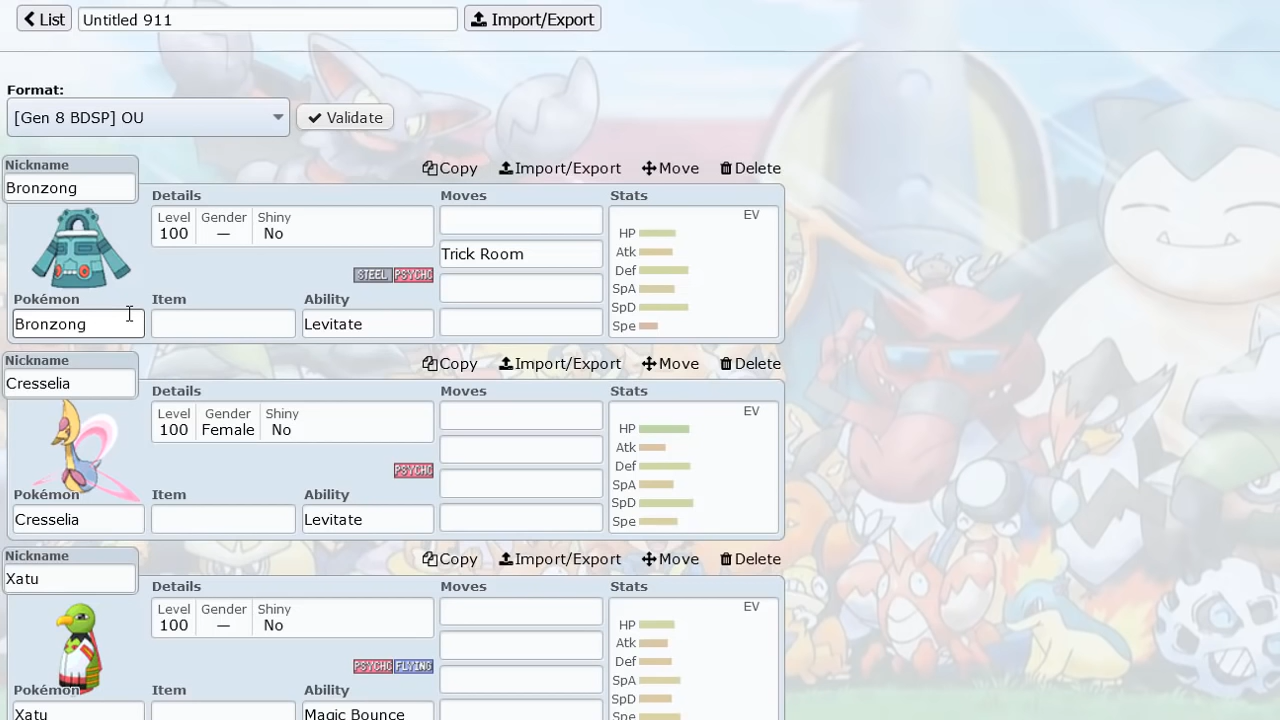 List
Untitled 911
Import/Export
Format:
[Gen 8 BDSP] OU
Validate
Nickname
Bronzong
Copy Import/Export Move Delete
Details
Moves
Stats
Level Gender Shiny
100 — No
EV
HP
Atk
Def
SpA
SpD
Spe
Trick Room
STEEL PSYCHC
Pokémon
Item
Ability
Bronzong
Levitate
Nickname
Cresselia
Copy Import/Export Move Delete
Details
Moves
Stats
Level Gender Shiny
100 Female No
EV
HP
Atk
Def
SpA
SpD
Spe
PSYCHC
Pokémon
Item
Ability
Cresselia
Levitate
Nickname
Xatu
Copy Import/Export Move Delete
Details
Moves
Stats
Level Gender Shiny
100 — No
EV
HP
Atk
Def
SpA
SpD
Spe
PSYCHC FLYING
Pokémon
Item
Ability
Xatu
Magic Bounce